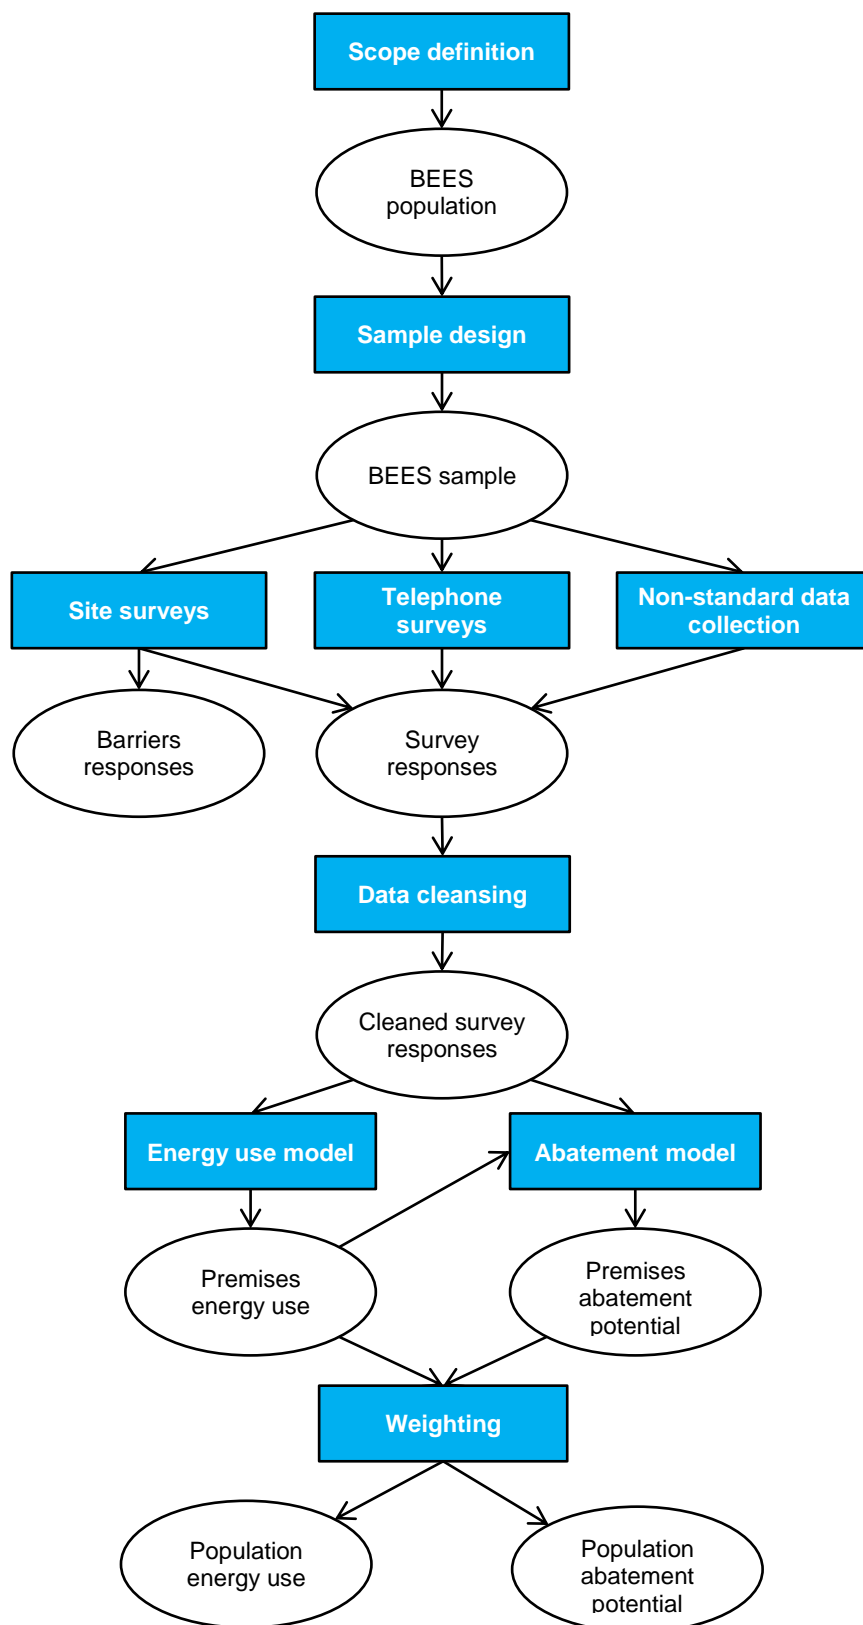 Scope definition
BEES
population
Sample design
BEES sample
Site surveys
Telephone
surveys
Non-standard data
collection
Barriers
responses
Survey
responses
Data cleansing
Cleaned survey
responses
Energy use model
Abatement model
Premises
energy use
Premises
abatement
potential
Weighting
Population
energy use
Population
abatement
potential